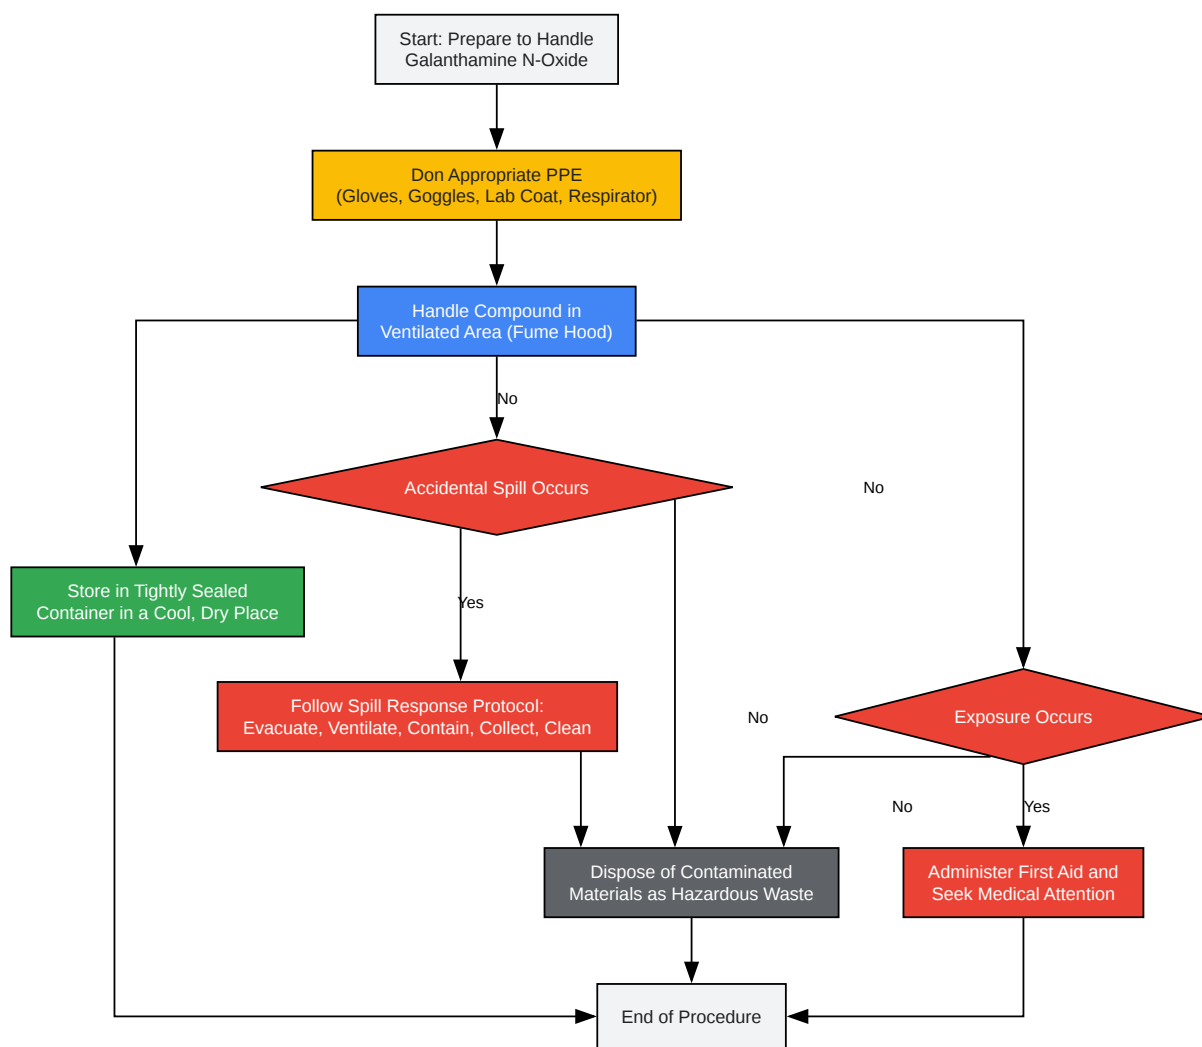 Start: Prepare to Handle
Galanthamine N-Oxide
Don Appropriate PPE
(Gloves, Goggles, Lab Coat, Respirator)
Handle Compound in
Ventilated Area (Fume Hood)
No
Accidental Spill Occurs
No
Store in Tightly Sealed
Container in a Cool, Dry Place
Yes
Follow Spill Response Protocol:
Evacuate, Ventilate, Contain, Collect, Clean
No
Exposure Occurs
No
Yes
Dispose of Contaminated
Materials as Hazardous Waste
Administer First Aid and
Seek Medical Attention
End of Procedure